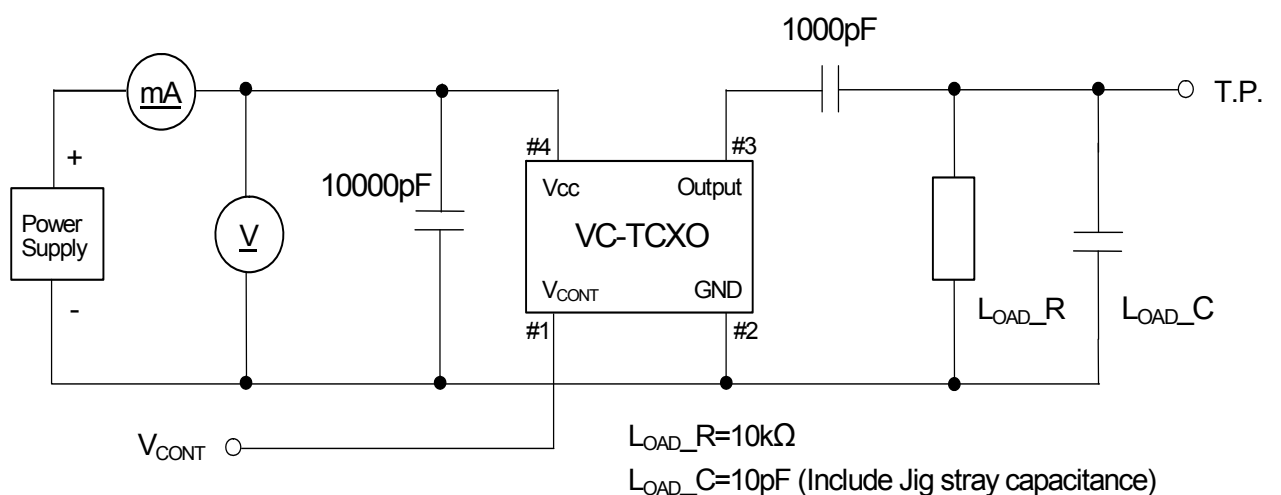 1000pF
mA
T.P.
+
#4
#3
10000pF
Vcc
Output
Power
Supply
V
VC-TCXO
VCONT
GND
-
#1
#2
LOAD_R
LOAD_C
VCONT
LOAD_R=10kΩ
LOAD_C=10pF (Include Jig stray capacitance)